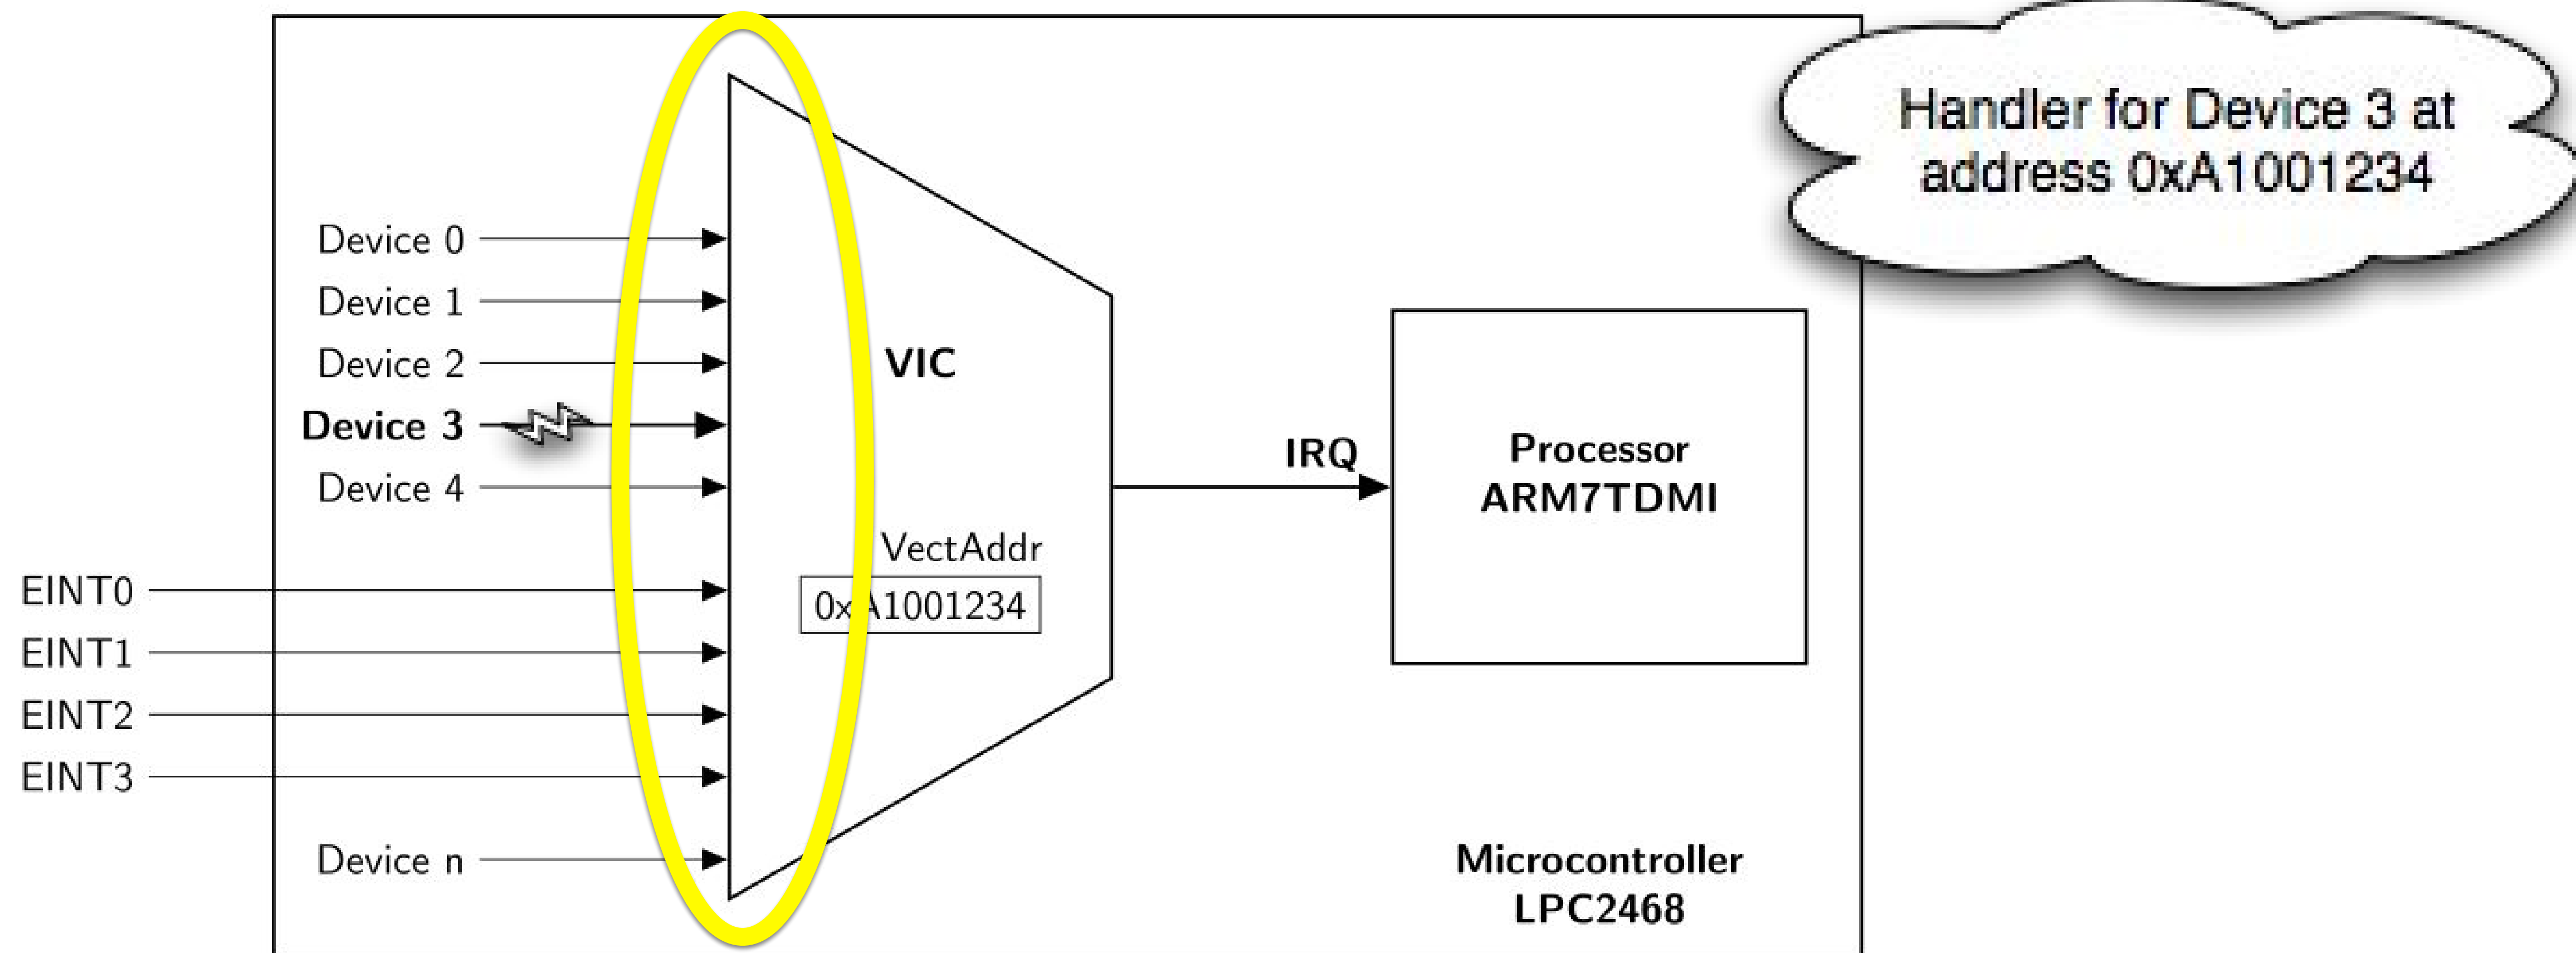 Handler for Device 3 at
address 0xA1001234
Device 0
Device 1
Device 2
VIC
Device 3
IRQ
Processor
ARM7TDMI
Device 4
VectAddr
0xA1001234
EINT0
EINT1
EINT2
EINT3
Device n
Microcontroller
LPC2468